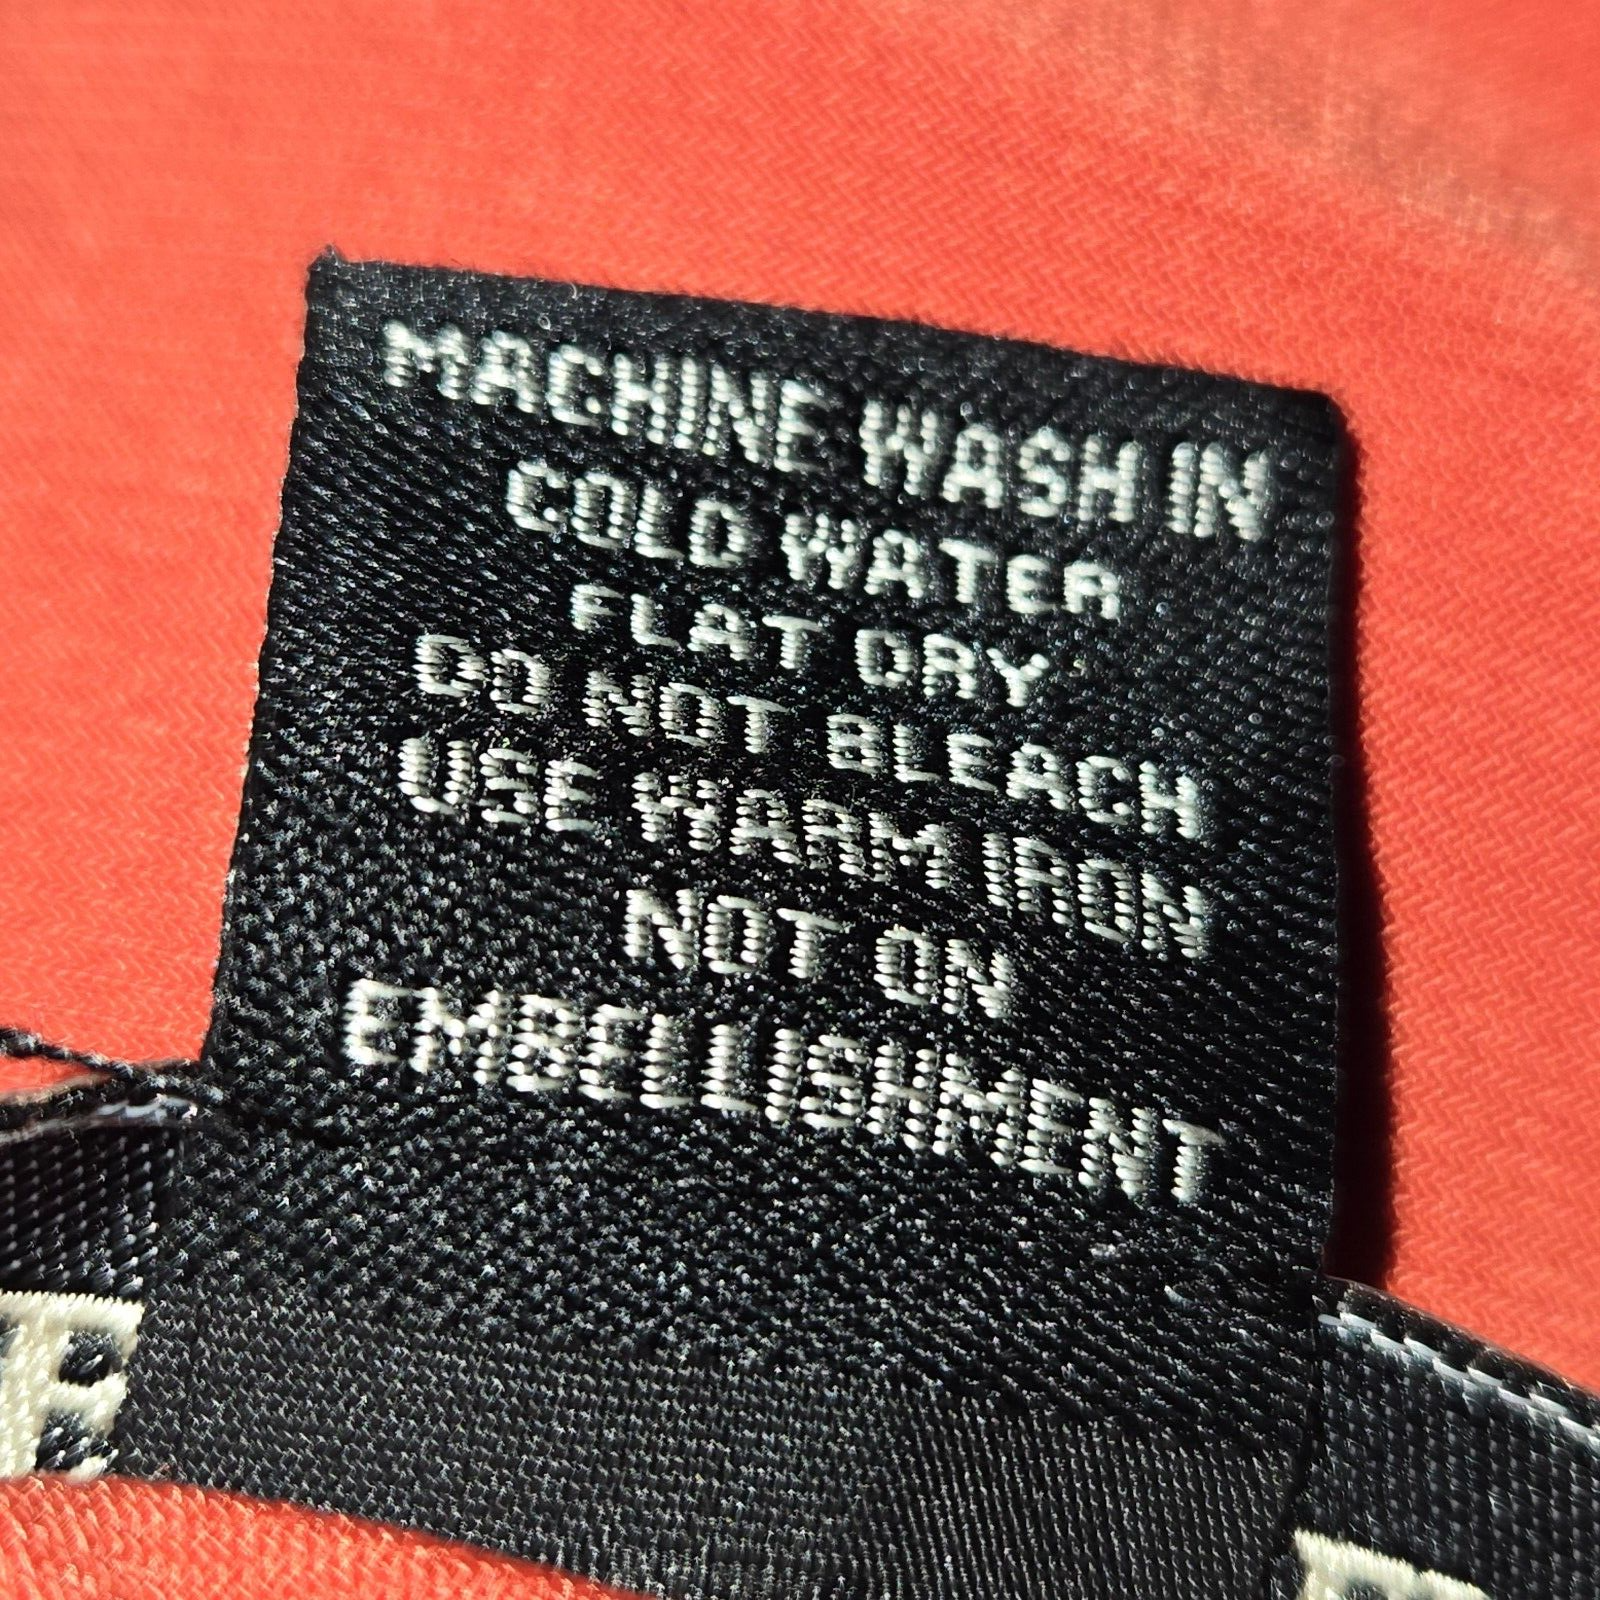 MACHINE WASH IN
COLD WATER
FLAT DRY
DO NOT BLEACH
USE WARM IRON
NOT ON
EMBELLISHMENT